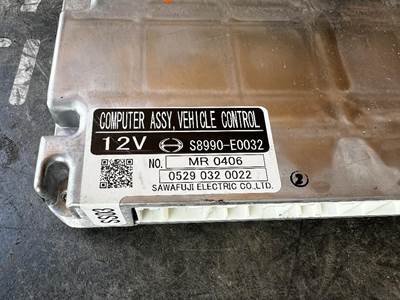 COMPUTER ASSY, VEHICLE CONTROL
12V S8990-E0032
NO. MR 0406
0529 032 0022
SAWAFUJI ELECTRIC CO.,LTD.
2